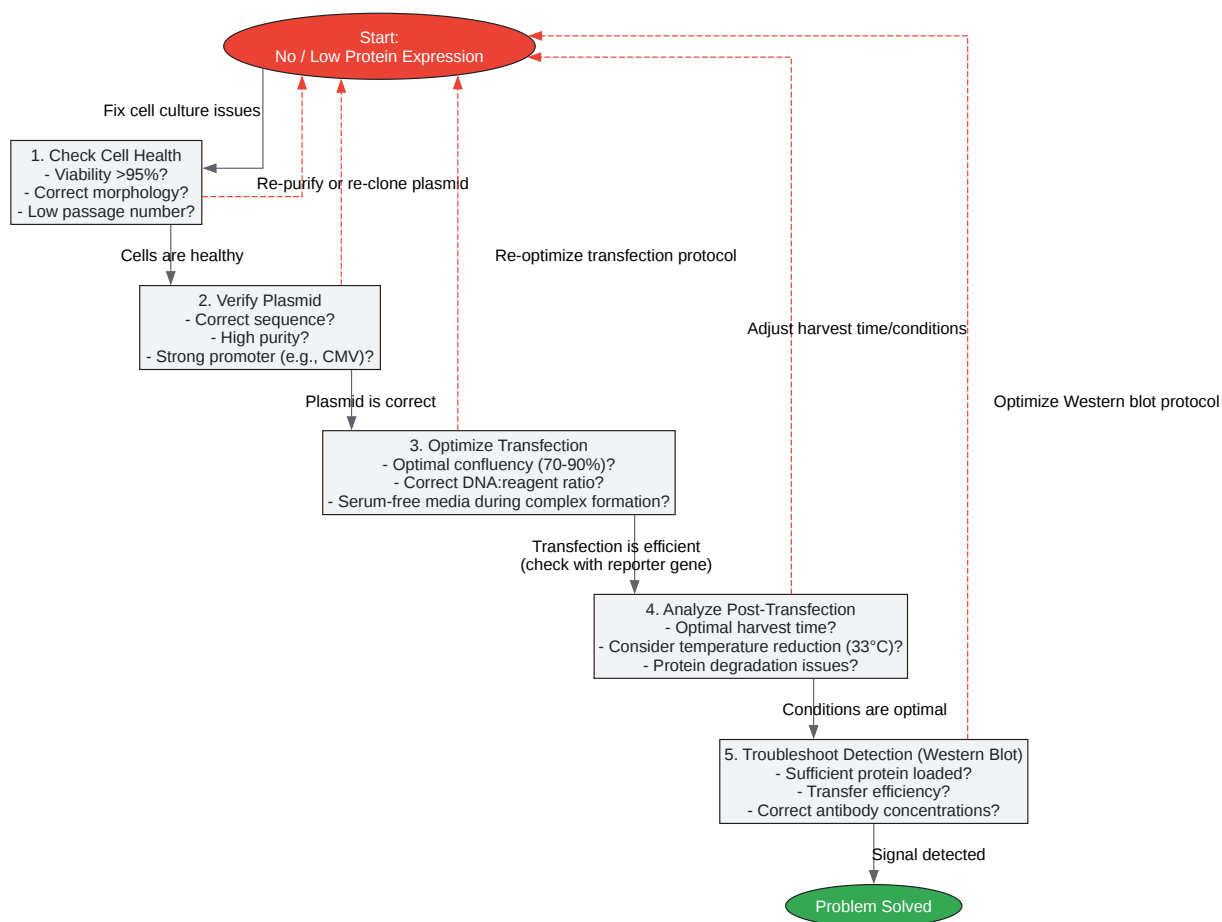 Start:
No / Low Protein Expression
Fix cell culture issues
1. Check Cell Health
- Viability >95%?
- Correct morphology?
- Low passage number?
Re-purify or re-clone plasmid
Cells are healthy
Re-optimize transfection protocol
2. Verify Plasmid
- Correct sequence?
- High purity?
- Strong promoter (e.g., CMV)?
Adjust harvest time/conditions
Plasmid is correct
Optimize Western blot protocol
3. Optimize Transfection
- Optimal confluency (70-90%)?
- Correct DNA:reagent ratio?
- Serum-free media during complex formation?
Transfection is efficient
(check with reporter gene)
4. Analyze Post-Transfection
- Optimal harvest time?
- Consider temperature reduction (33°C)?
- Protein degradation issues?
Conditions are optimal
5. Troubleshoot Detection (Western Blot)
- Sufficient protein loaded?
- Transfer efficiency?
- Correct antibody concentrations?
Signal detected
Problem Solved